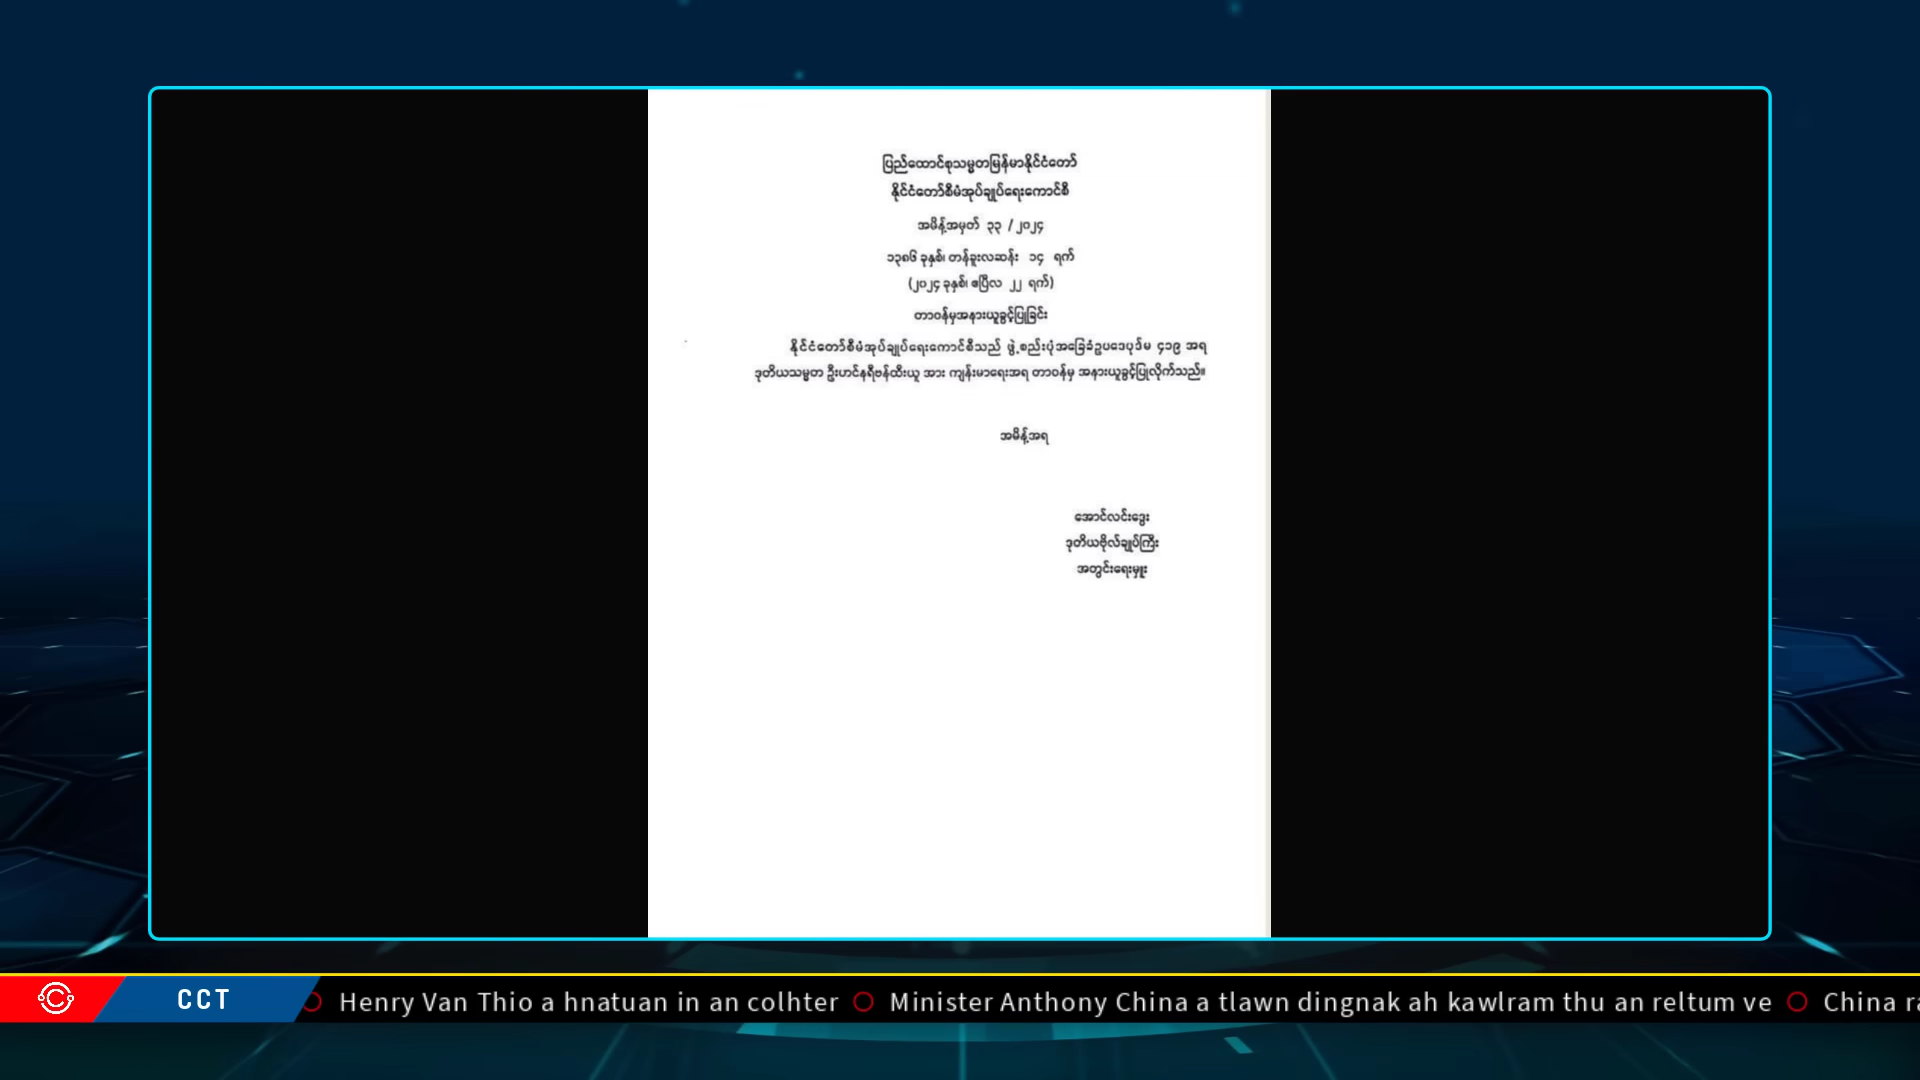 ပြည်ထောင်စုသမ္မတမြန်မာနိုင်ငံတော်
နိုင်ငံတော်စီမံအုပ်ချုပ်ရေးကောင်စီ
အမိန့်အမှတ် ၃၃ / ၂၀၂၄
၁၃၈၆ ခုနှစ်၊ တန်ခူးလဆန်း ၁၄ ရက်
(၂၀၂၄ ခုနှစ်၊ ဧပြီလ ၂၂ ရက်)
တာဝန်မှအနားယူခွင့်ပြုခြင်း
နိုင်ငံတော်စီမံအုပ်ချုပ်ရေးကောင်စီသည် ဖွဲ့စည်းပုံအခြေခံဥပဒေပုဒ်မ ၄၁၉ အရ
ဒုတိယသမ္မတ ဦးဟင်နရီဗန်ထီးယူ အား ကျန်းမာရေးအရ တာဝန်မှ အနားယူခွင့်ပြုလိုက်သည်။
အမိန့်အရ
အောင်လင်းဒွေး
ဒုတိယဗိုလ်ချုပ်ကြီး
အတွင်းရေးမှူး
CCT
Henry Van Thio a hnatuan in an colhter
Minister Anthony China a tlawn dingnak ah kawlram thu an reltum ve
China